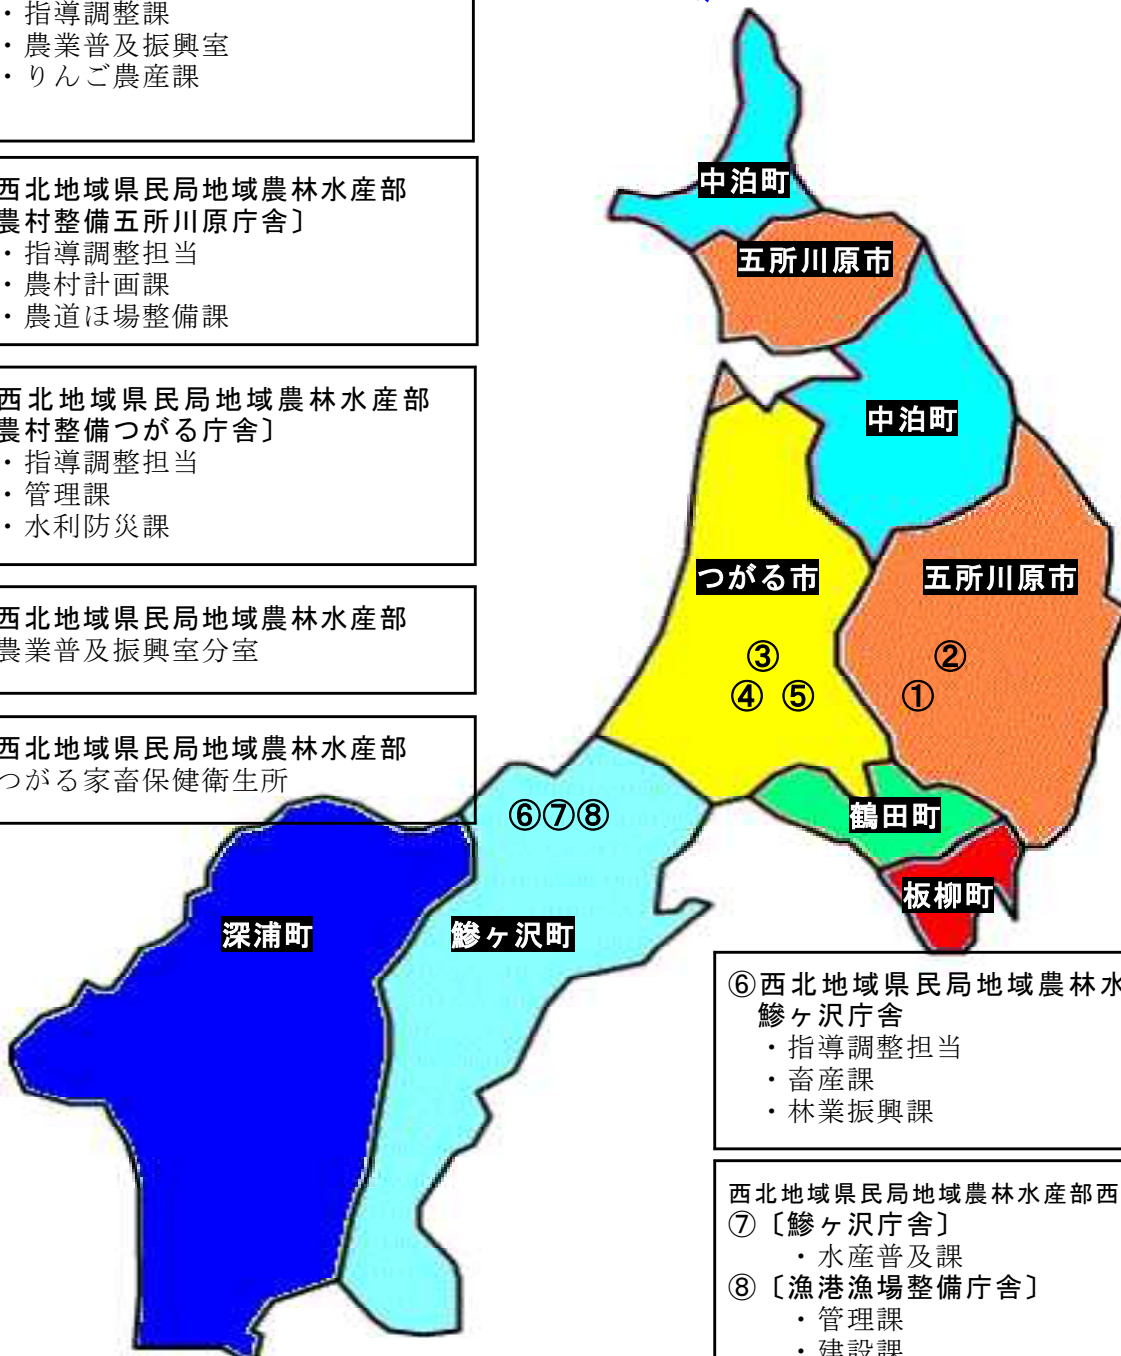 ・指導調整課
・農業普及振興室
・りんご農産課
西北地域県民局地域農林水産部
農村整備五所川原庁舎〕
・指導調整担当
・農村計画課
・農道ほ場整備課
西北地域県民局地域農林水産部
農村整備つがる庁舎〕
・指導調整担当
・管理課
・水利防災課
西北地域県民局地域農林水産部
農業普及振興室分室
西北地域県民局地域農林水産部
つがる家畜保健衛生所
中泊町
五所川原市
中泊町
つがる市
五所川原市
③
②
④ ⑤
①
鶴田町
⑥⑦⑧
板柳町
深浦町
鰺ヶ沢町
⑥西北地域県民局地域農林水
鰺ヶ沢庁舎
・指導調整担当
・畜産課
・林業振興課
西北地域県民局地域農林水産部西
⑦〔鰺ヶ沢庁舎〕
・水産普及課
⑧〔漁港漁場整備庁舎〕
・管理課
・建設課